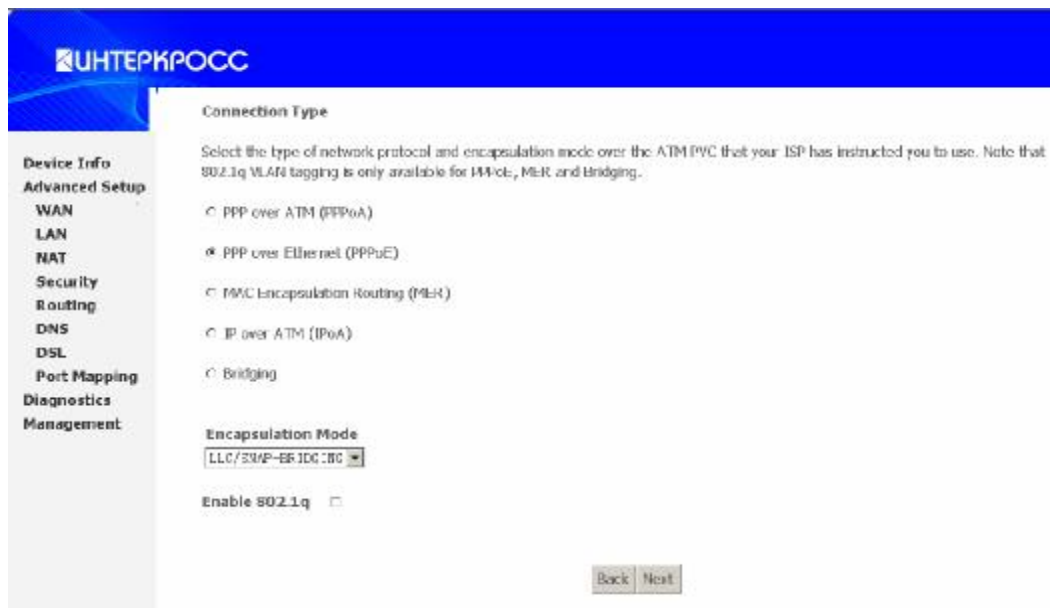 ИНТЕРКРОСС
Connection Type
Select the type of network protocol and encapsulation mode over the ATM PVC that your ISP has instructed you to use. Note that
802.1q VLAN tagging is only available for PPPoE, MER and Bridging.
Device Info
Advanced Setup
WAN
LAN
NAT
Security
Routing
DNS
DSL
Port Mapping
Diagnostics
Management
PPP over ATM (PPPoA)
PPP over Ethernet (PPPoE)
MAC Encapsulation Routing (MER)
IP over ATM (IPoA)
Bridging
Encapsulation Mode
LLC/SNAP-BRIDGING
Enable 802.1q
Back Next